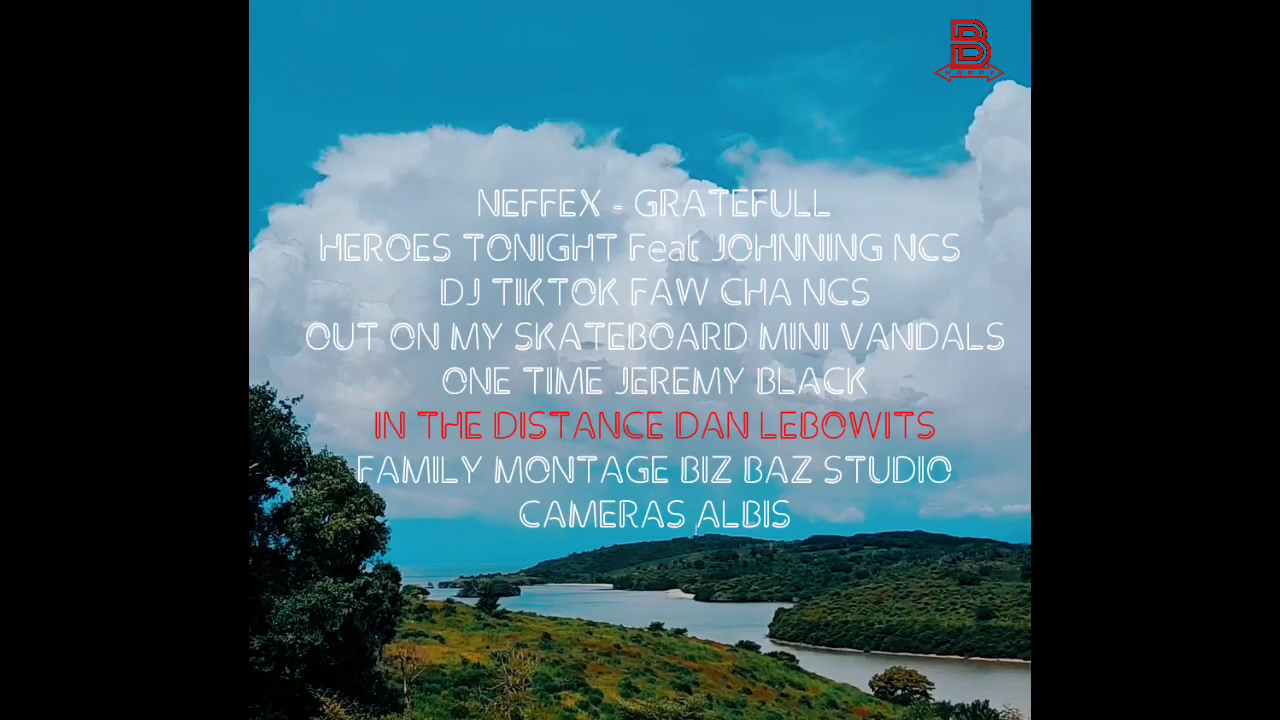 B
HAPPY
NEFFEX - GRATEFULL
HEROES TONIGHT Feat JOHNNING NCS
DJ TIKTOK FAW CHA NCS
OUT ON MY SKATEBOARD MINI VANDALS
ONE TIME JEREMY BLACK
IN THE DISTANCE DAN LEBOWITS
FAMILY MONTAGE BIZ BAZ STUDIO
CAMERAS ALBIS